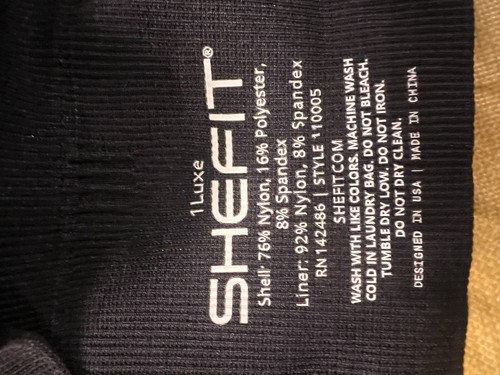 1Luxe
SHEFIT®
Shell: 76% Nylon, 16% Polyester,
8% Spandex
Liner: 92% Nylon, 8% Spandex
RN 142486 | STYLE 110005
SHEFIT.COM
WASH WITH LIKE COLORS. MACHINE WASH
COLD IN LAUNDRY BAG. DO NOT BLEACH.
TUMBLE DRY LOW. DO NOT IRON.
DO NOT DRY CLEAN.
DESIGNED IN USA | MADE IN CHINA